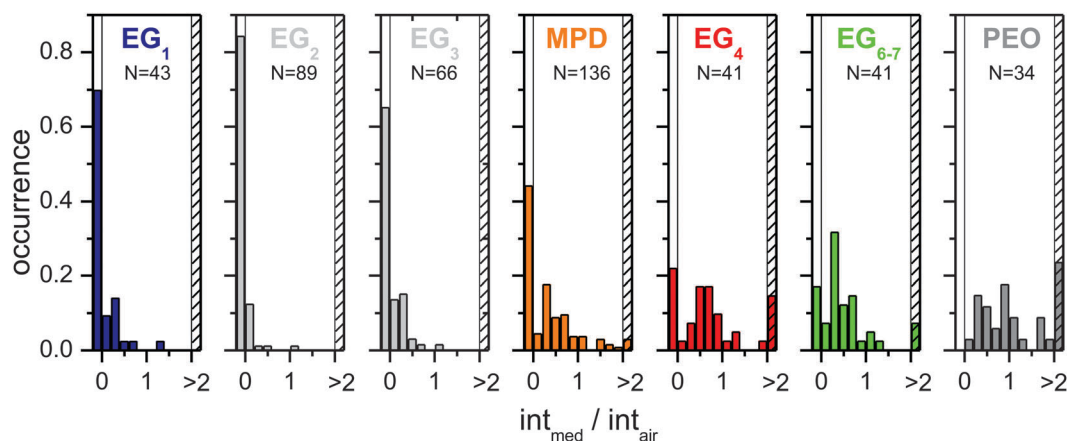 EG1 EG2 EG3 MPD EG4 EG6-7 PEO
N=43 N=89 N=66 N=136 N=41 N=41 N=34
0.8
0.6
0.4
0.2
0.0
occurrence
0 1 >2 0 1 >2 0 1 >2 0 1 >2 0 1 >2 0 1 >2 0 1 >2
intmed / intair